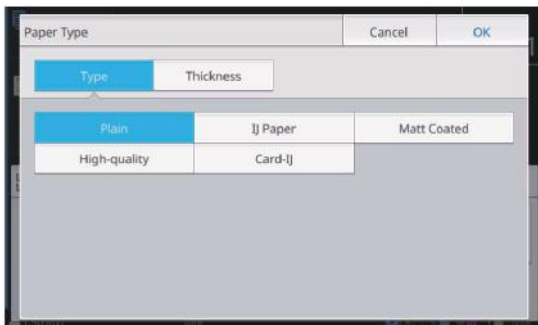 Paper Type Cancel OK
Type Thickness
Plain IJ Paper Matt Coated
High-quality Card-IJ